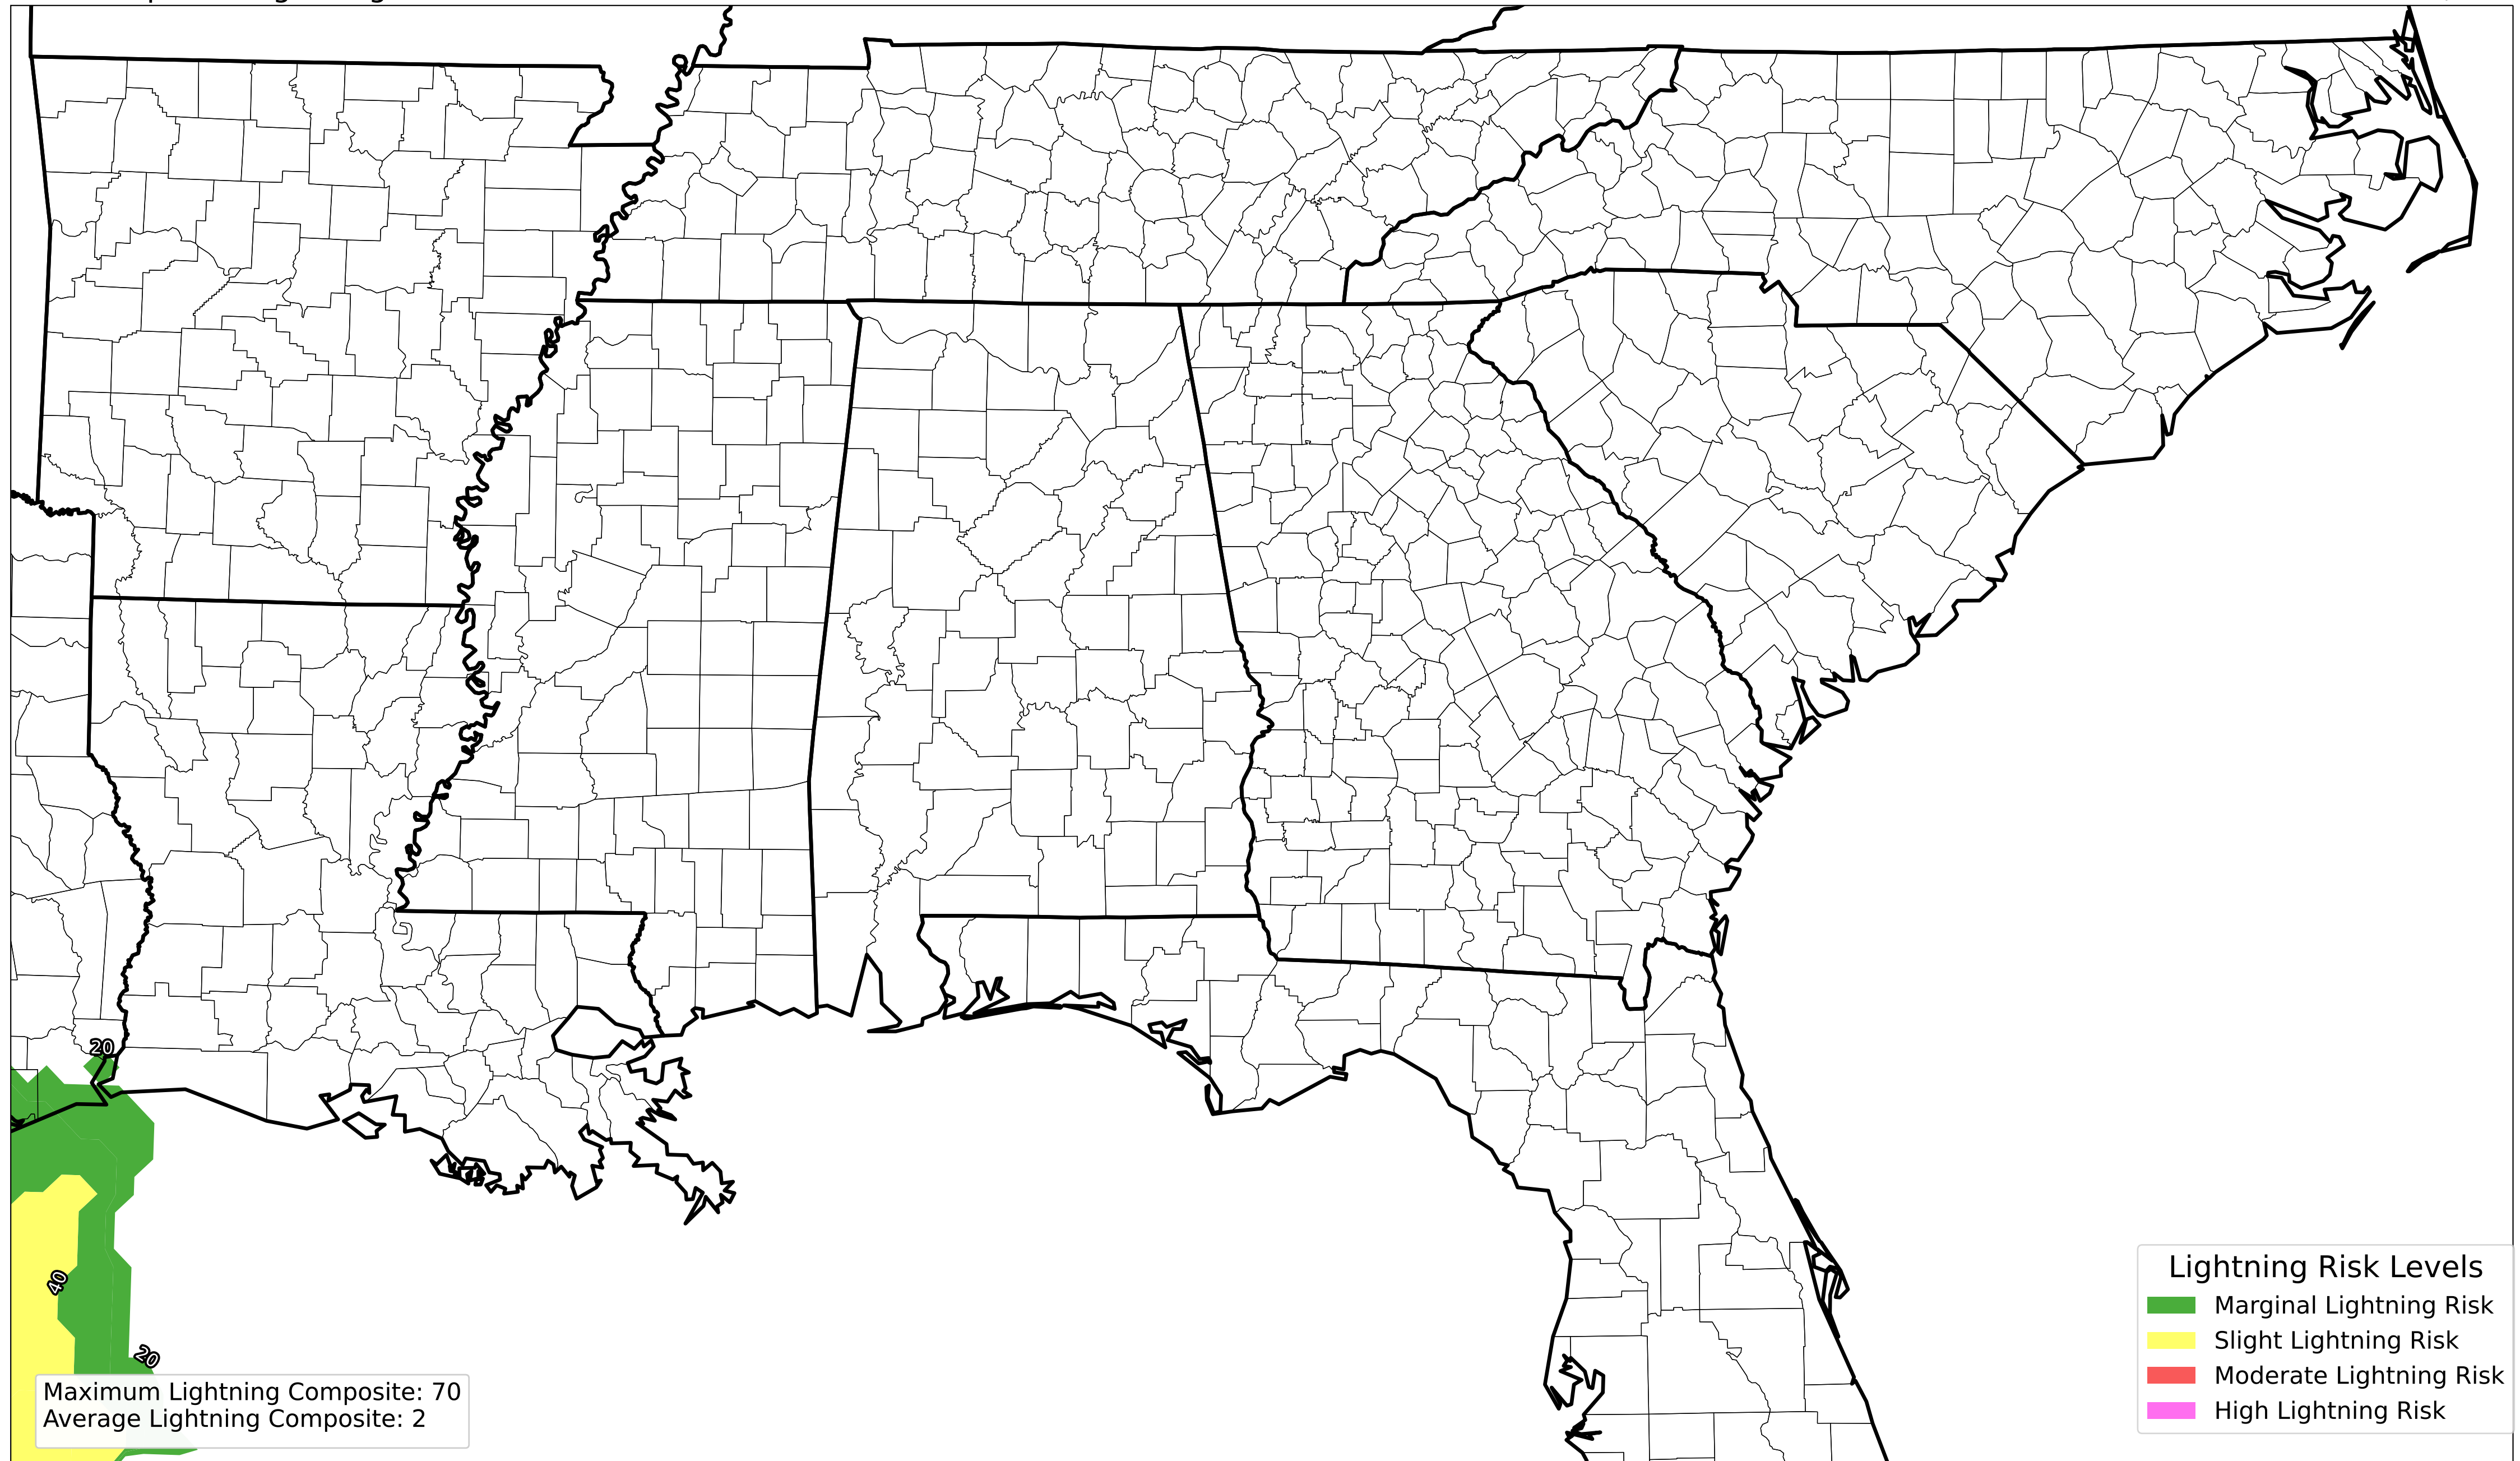 20
40
20
Maximum Lightning Composite: 70
Average Lightning Composite: 2
Lightning Risk Levels
Marginal Lightning Risk
Slight Lightning Risk
Moderate Lightning Risk
High Lightning Risk